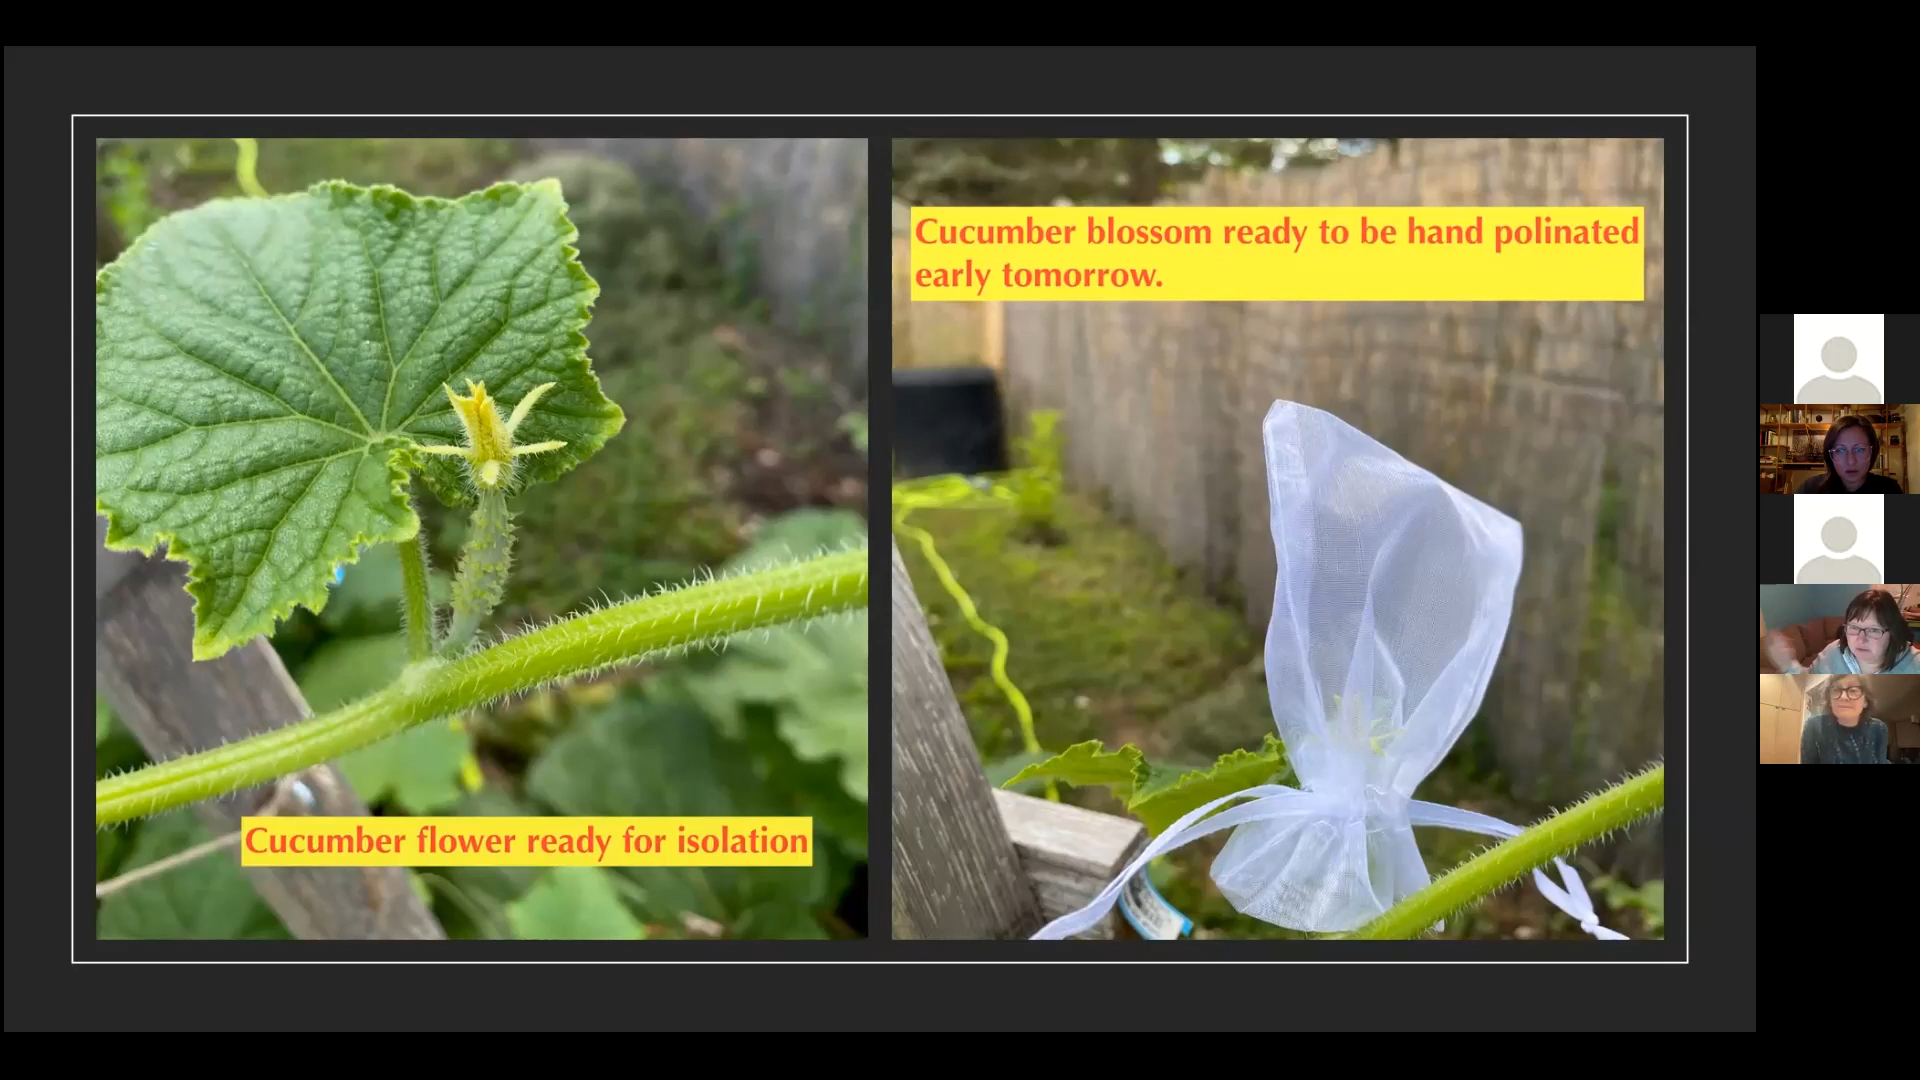 Cucumber blossom ready to be hand polinated
early tomorrow.
Cucumber flower ready for isolation